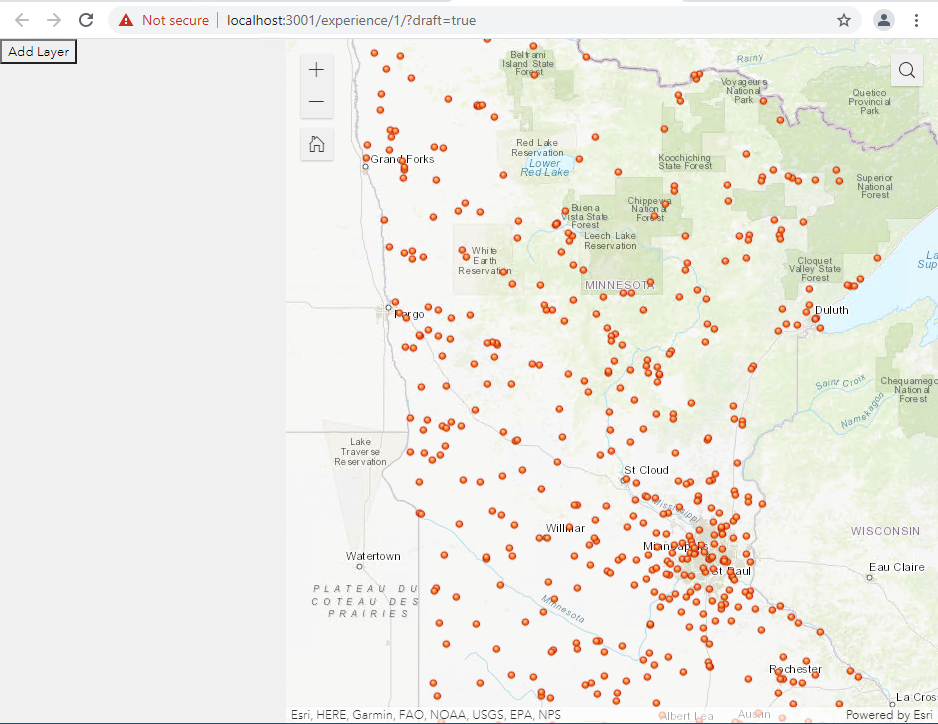 Not secure
localhost:3001/experience/1/?draft=true
Add Layer
Beltrami
Island State
Forest
Rainy
Voyageurs
National
Park
Quetico
Provincial
Park
Grand Forks
Red Lake
Reservation
Lower
Red Lake
Koochiching
State Forest
Superior
National
Forest
Chippewa
National
Forest
Buena
Vista State
Forest
Leech Lake
Reservation
White
Earth
Reservation
Cloquet
Valley State
Forest
La
Sup
MINNESOTA
Fargo
Duluth
Saint Croix
Namekagon
Chequameg
National
Forest
Lake
Traverse
Reservation
St Cloud
Mississippi
Willmar
Minneapolis
St Paul
WISCONSIN
Eau Claire
Watertown
PLATEAU DU
COTEAU DES
PRAIRIES
Minnesota
Rochester
La Cros
Albert Lea
Austin
Esri, HERE, Garmin, FAO, NOAA, USGS, EPA, NPS
Powered by Esri